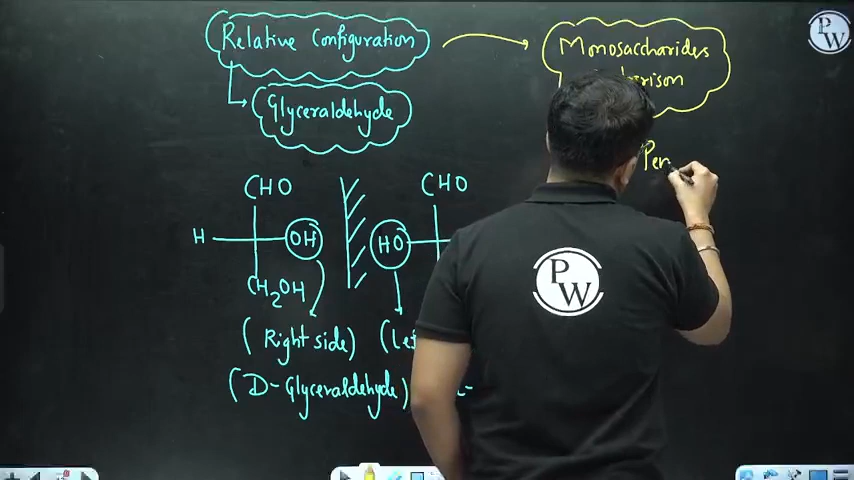 Relative Configuration
Glyceraldehyde
CHO
H OH
CH2OH
(Right side)
(D-Glyceraldehyde)
CHO
HO
Monosaccharides
PW
PW